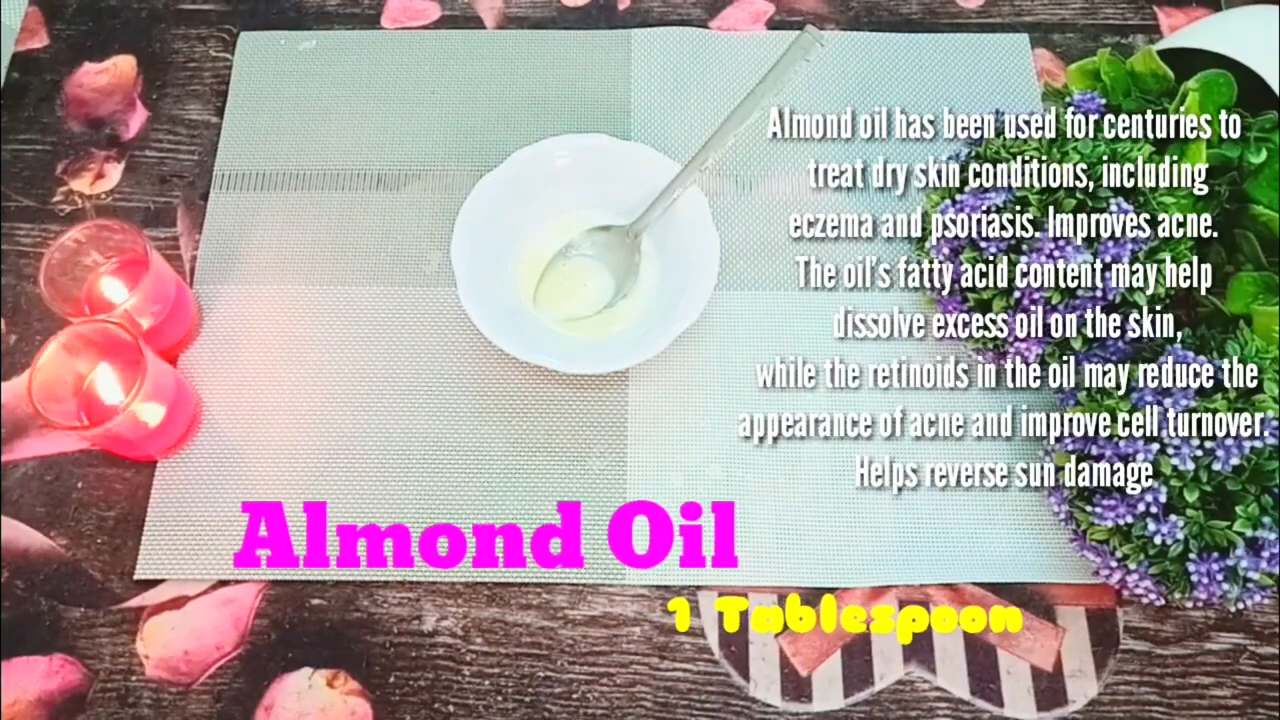 Almond oil has been used for centuries to
treat dry skin conditions, including
eczema and psoriasis. Improves acne.
The oil's fatty acid content may help
dissolve excess oil on the skin,
while the retinoids in the oil may reduce the
appearance of acne and improve cell turnover.
Helps reverse sun damage
Almond Oil
1 Tablespoon